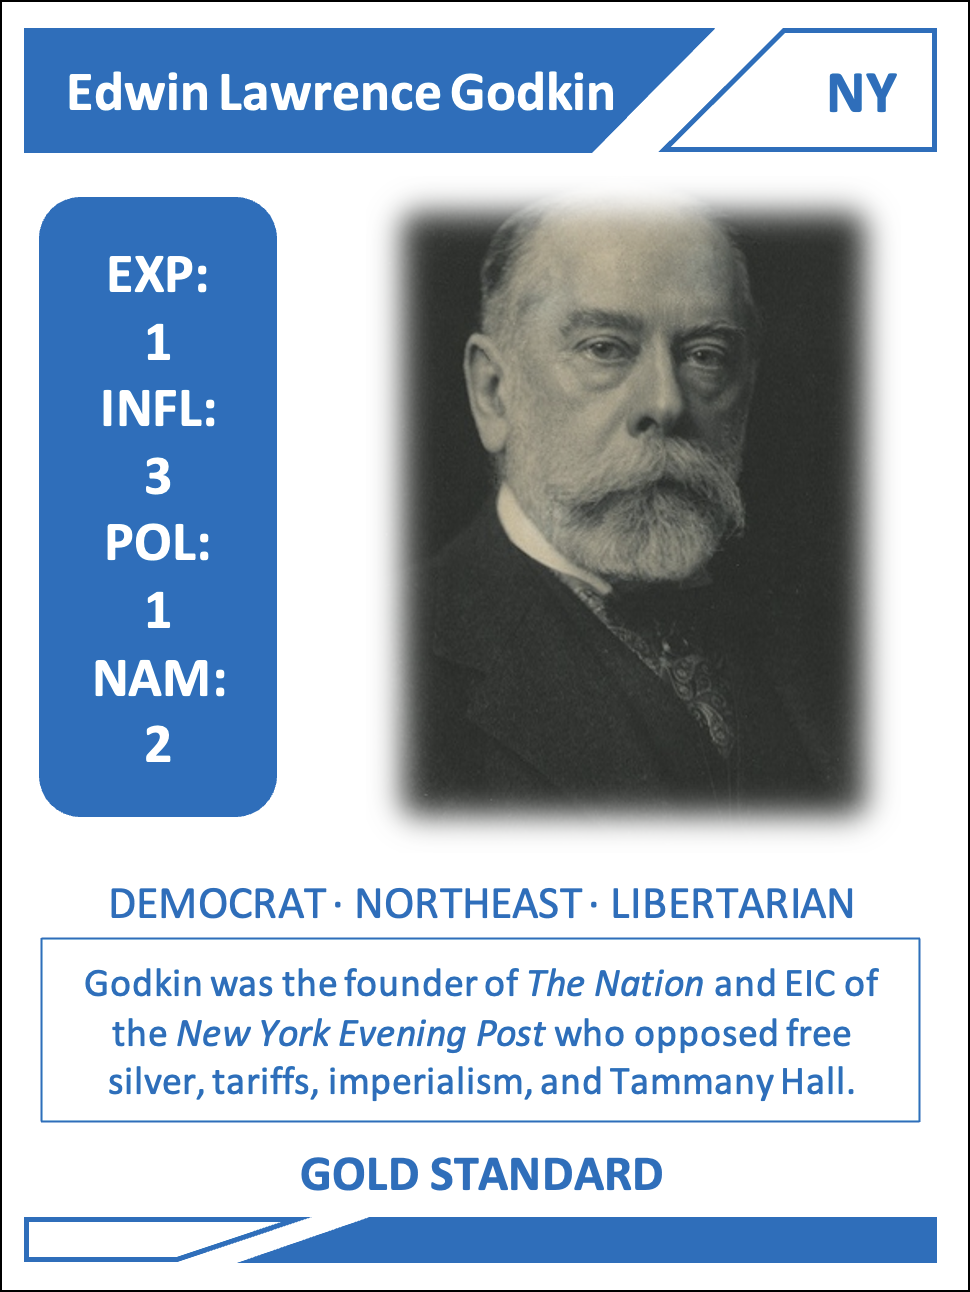 Edwin Lawrence Godkin
NY
EXP:
1
INFL:
3
POL:
1
NAM:
2
DEMOCRAT · NORTHEAST · LIBERTARIAN
Godkin was the founder of The Nation and EIC of
the New York Evening Post who opposed free
silver, tariffs, imperialism, and Tammany Hall.
GOLD STANDARD